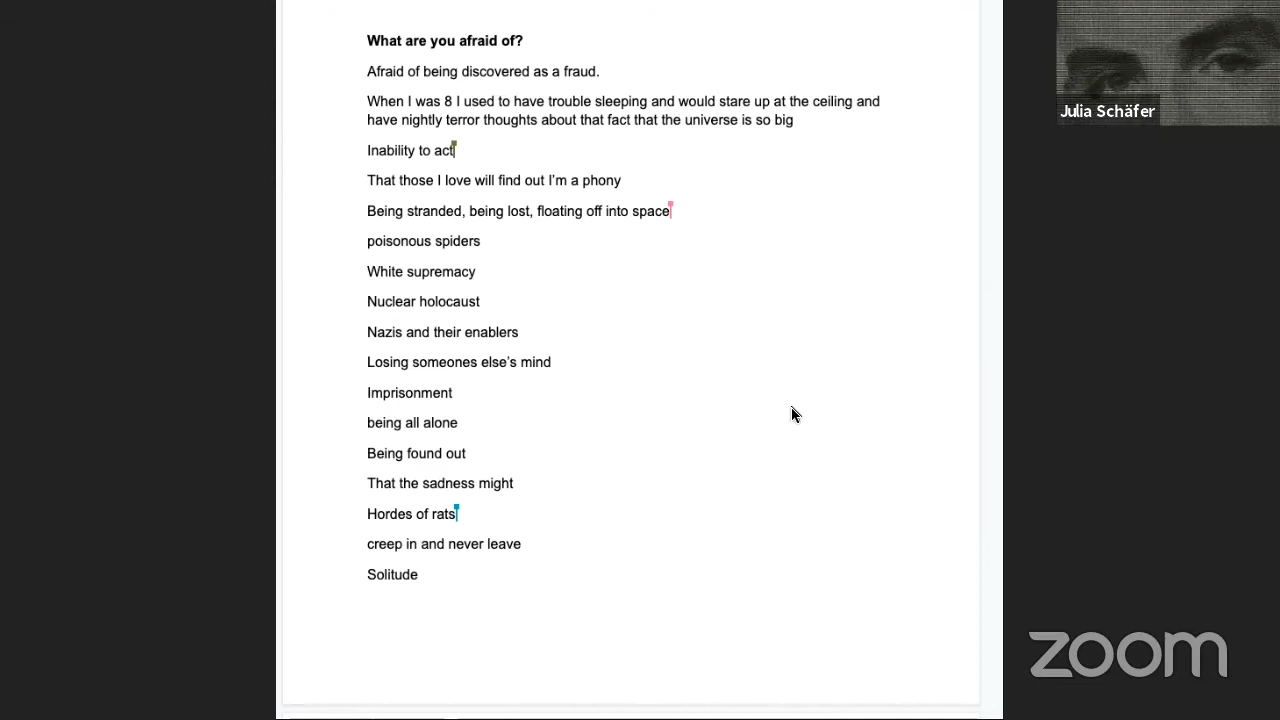 What are you afraid of?
Afraid of being discovered as a fraud.
When I was 8 I used to have trouble sleeping and would stare up at the ceiling and
have nightly terror thoughts about that fact that the universe is so big
Inability to act
That those I love will find out I'm a phony
Being stranded, being lost, floating off into space
poisonous spiders
White supremacy
Nuclear holocaust
Nazis and their enablers
Losing someones else's mind
Imprisonment
being all alone
Being found out
That the sadness might
Hordes of rats
creep in and never leave
Solitude
Julia Schäfer
zoom